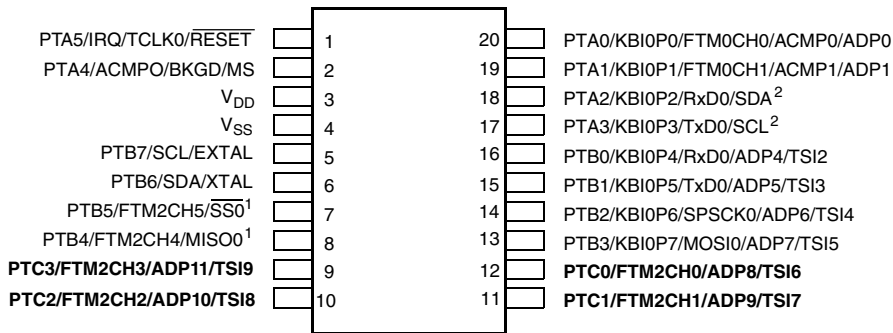 PTA5/IRQ/TCLK0/RESET 1 20 PTA0/KBI0P0/FTM0CH0/ACMP0/ADP0
PTA4/ACMPO/BKGD/MS 2 19 PTA1/KBI0P1/FTM0CH1/ACMP1/ADP1
VDD 3 18 PTA2/KBI0P2/RxD0/SDA2
VSS 4 17 PTA3/KBI0P3/TxD0/SCL2
PTB7/SCL/EXTAL 5 16 PTB0/KBI0P4/RxD0/ADP4/TSI2
PTB6/SDA/XTAL 6 15 PTB1/KBI0P5/TxD0/ADP5/TSI3
PTB5/FTM2CH5/SS01 7 14 PTB2/KBI0P6/SPSCK0/ADP6/TSI4
PTB4/FTM2CH4/MISO01 8 13 PTB3/KBI0P7/MOSI0/ADP7/TSI5
PTC3/FTM2CH3/ADP11/TSI9 9 12 PTC0/FTM2CH0/ADP8/TSI6
PTC2/FTM2CH2/ADP10/TSI8 10 11 PTC1/FTM2CH1/ADP9/TSI7